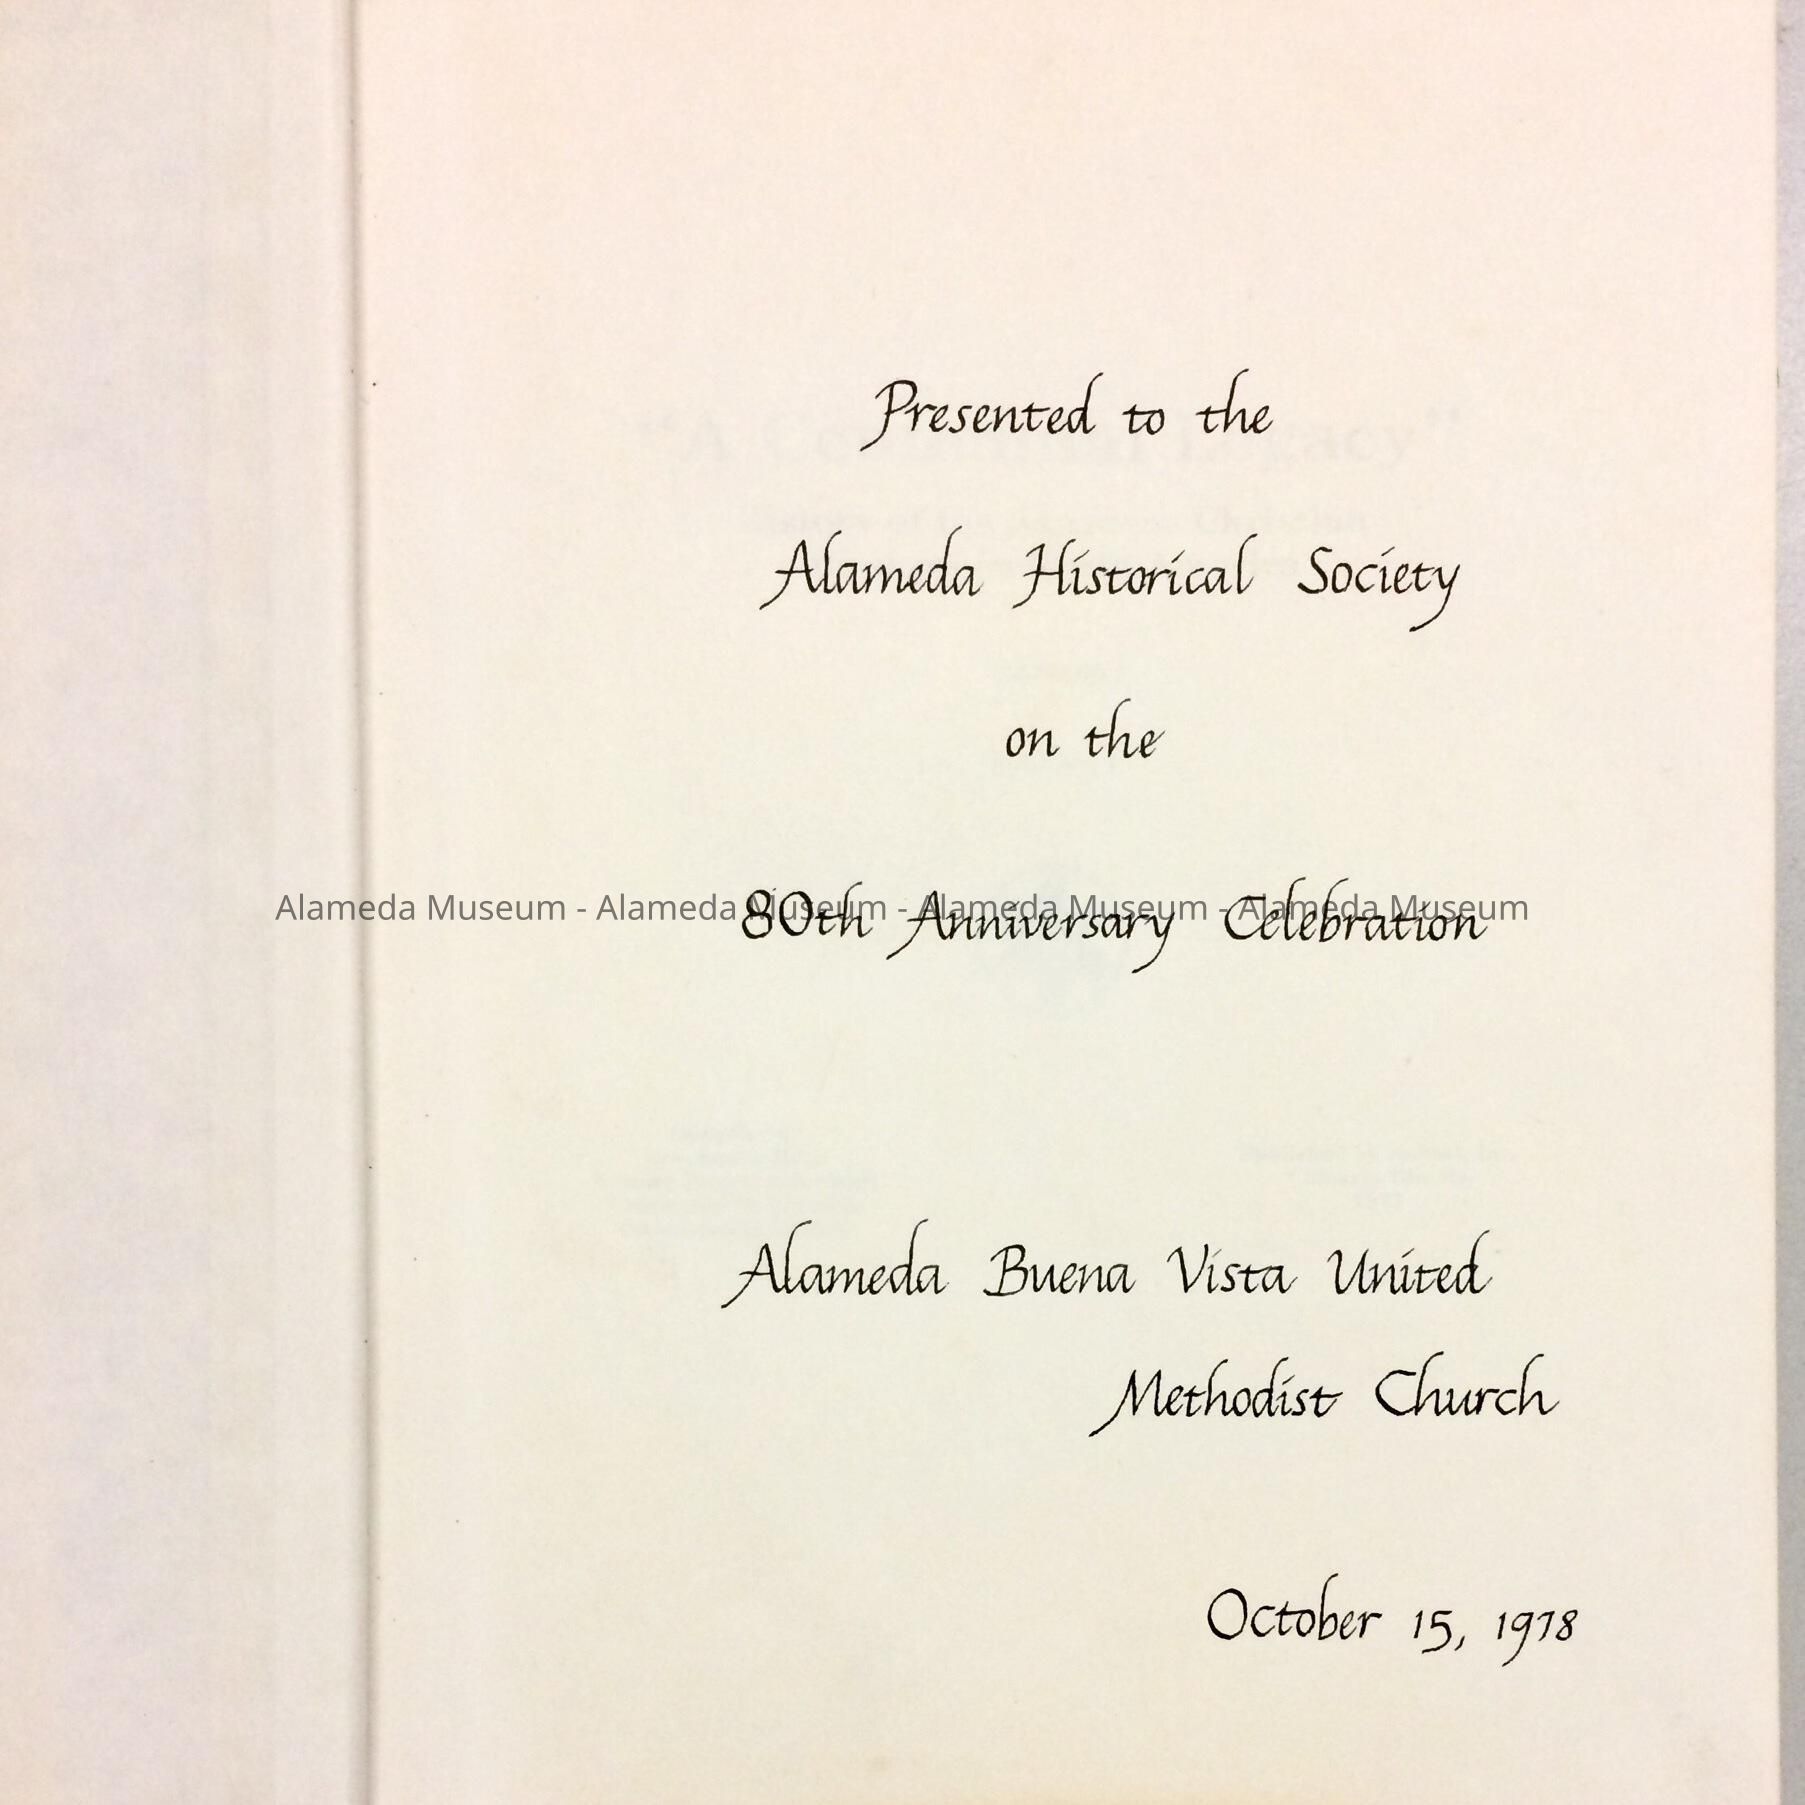 Presented to the
Alameda Historical Society
on the
80th Anniversary Celebration
Alameda Museum - Alameda Museum - Alameda Museum - Alameda Museum
Alameda Buena Vista United
Methodist Church
October 15, 1978